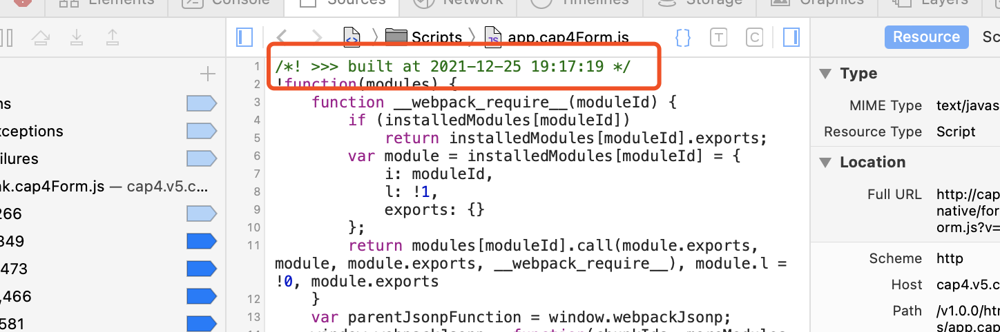 Elements
Console
Sources
Network
Timelines
Storage
Graphics
Layers
Scripts
app.cap4Form.js
T
C
Resource
Sc
1 /*! >>> built at 2021-12-25 19:17:19 */
2 !function(modules) {
3 function __webpack_require__(moduleId) {
4 if (installedModules[moduleId])
5 return installedModules[moduleId].exports;
6 var module = installedModules[moduleId] = {
7 i: moduleId,
8 l: !1,
9 exports: {}
10 };
11 return modules[moduleId].call(module.exports,
module, module.exports, __webpack_require__), module.l =
!0, module.exports
12 }
13 var parentJsonpFunction = window.webpackJsonp;
ns
xceptions
ilures
nk.cap4Form.js — cap4.v5.c...
266
349
473
,466
581
Type
MIME Type text/javas
Resource Type Script
Location
Full URL http://cap
native/for
orm.js?v=
Scheme http
Host cap4.v5.c
Path /v1.0.0/ht
s/app.cap